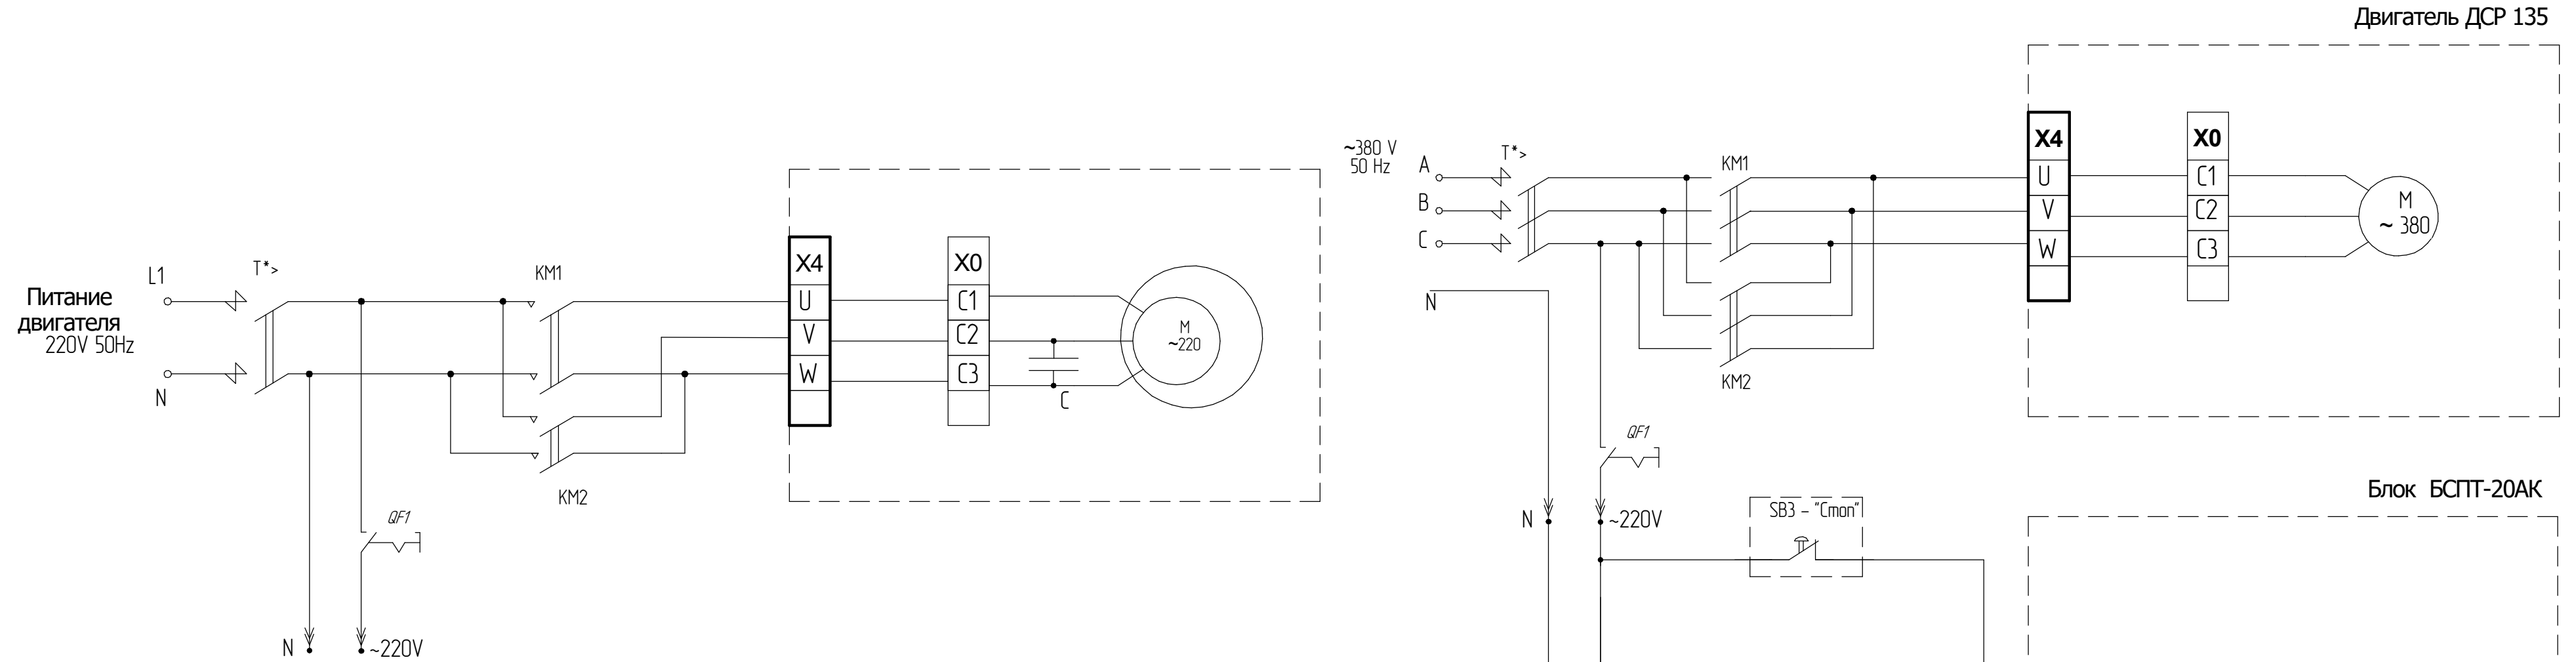 Двигатель ДСР 135
~380 V
50 Hz
A
B
C
N
T*>
KM1
KM2
X4
U
V
W
X0
C1
C2
C3
M
~ 380
QF1
N
~220V
SB3 – "Стоп"
Блок БСПТ-20АК
Питание
двигателя
220V 50Hz
L1
N
T*>
KM1
KM2
X4
U
V
W
X0
C1
C2
C3
C
M
~220
QF1
N
~220V